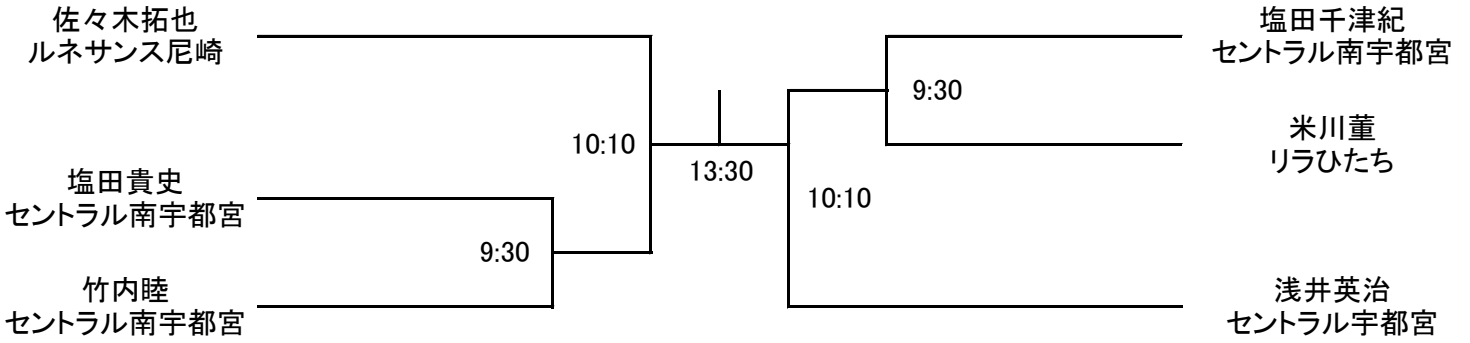 佐々木拓也
ルネサンス尼崎
塩田千津紀
セントラル南宇都宮
9:30
米川董
リラひたち
10:10
13:30
塩田貴史
セントラル南宇都宮
10:10
9:30
竹内睦
セントラル南宇都宮
浅井英治
セントラル宇都宮